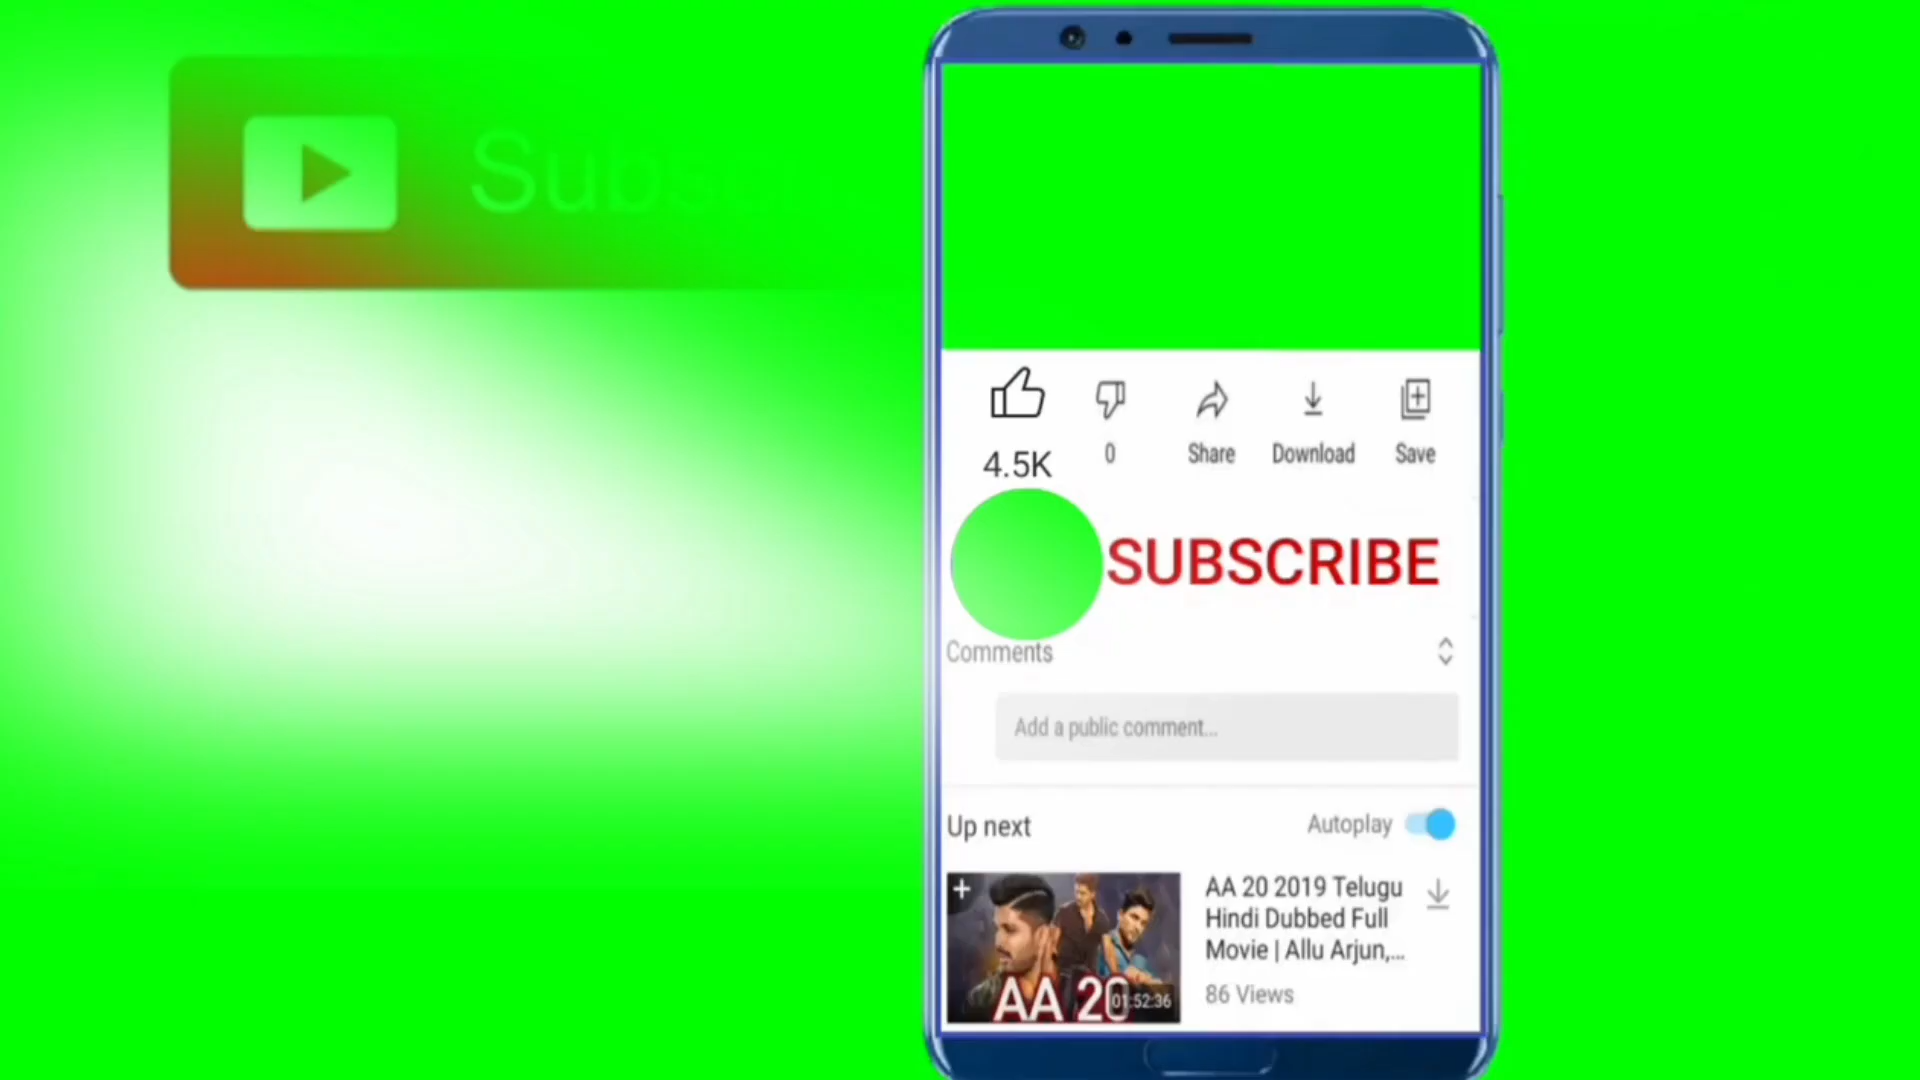 Subscribe
4.5K
0
Share
Download
Save
SUBSCRIBE
Comments
Add a public comment...
Up next
Autoplay
AA 20 2019 Telugu
Hindi Dubbed Full
Movie | Allu Arjun,...
86 Views
AA 20
01:52:36